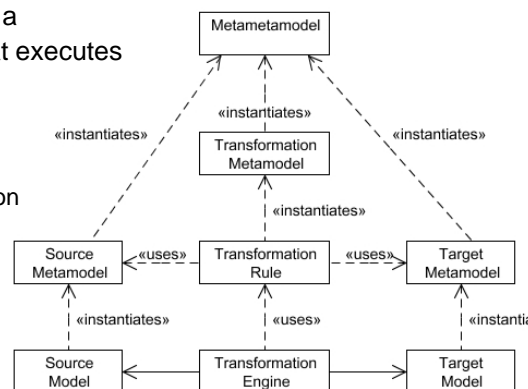 a
t executes
on
Metametamodel
«instantiates»
«instantiates»
«instantiates»
Transformation
Metamodel
«instantiates»
Source
Metamodel
«uses»
Transformation
Rule
«uses»
Target
Metamodel
«instantiates»
«uses»
«instantia
Source
Model
Transformation
Engine
Target
Model